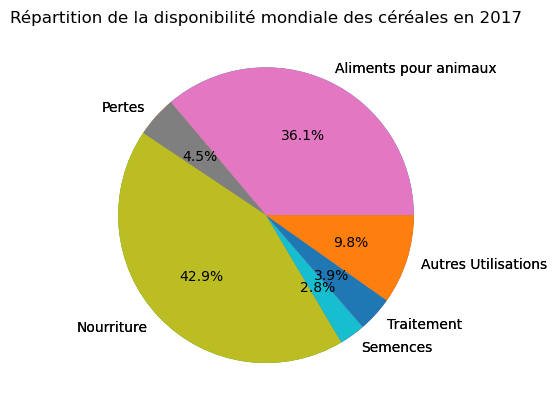 Répartition de la disponibilité mondiale des céréales en 2017
Aliments pour animaux
36.1%
Pertes
4.5%
Nourriture
42.9%
Semences
2.8%
Traitement
3.9%
Autres Utilisations
9.8%